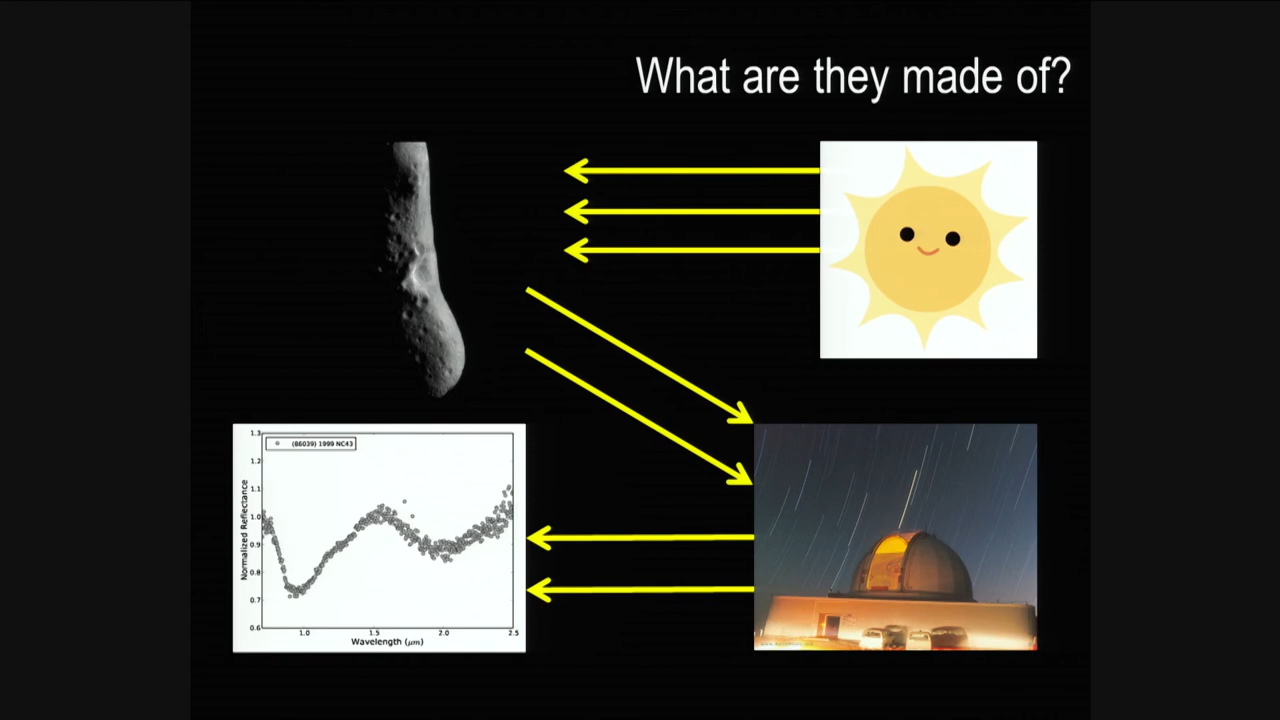 What are they made of?
(86039) 1999 NC43
1.3
1.2
1.1
1.0
0.9
0.8
0.7
0.6
Normalized Reflectance
1.0 1.5 2.0 2.5
Wavelength (μm)